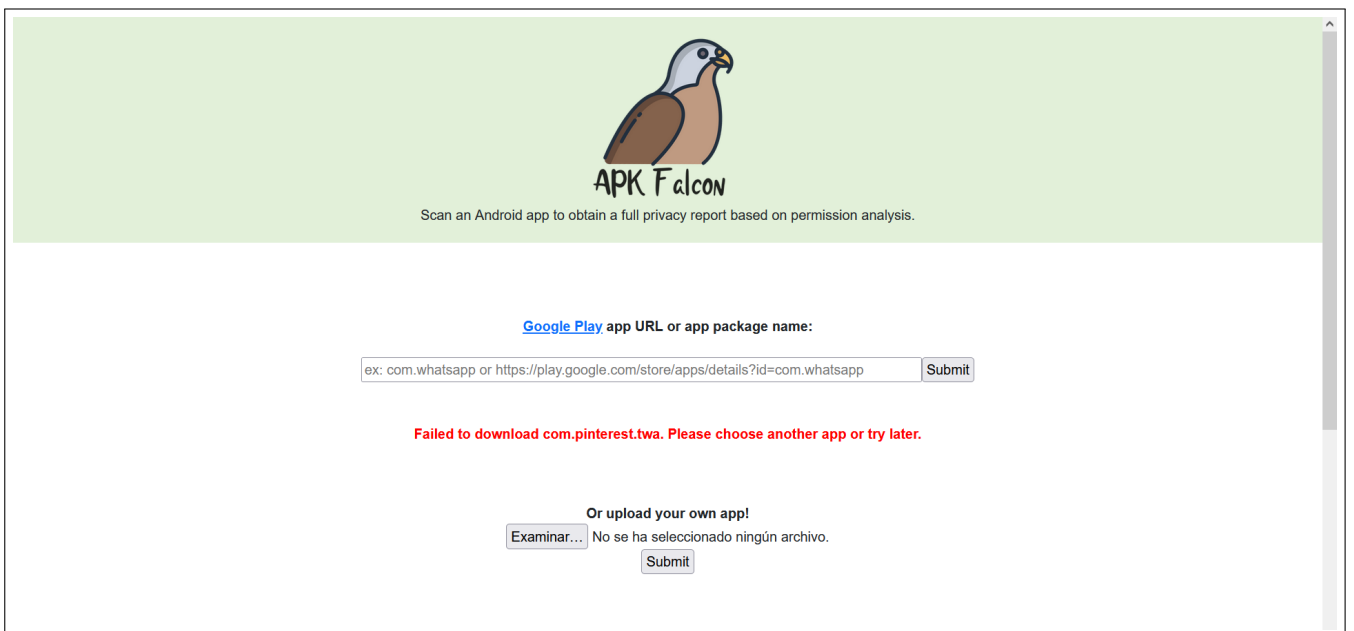 APK Falcon
Scan an Android app to obtain a full privacy report based on permission analysis.
Google Play app URL or app package name:
ex: com.whatsapp or https://play.google.com/store/apps/details?id=com.whatsapp Submit
Failed to download com.pinterest.twa. Please choose another app or try later.
Or upload your own app!
Examinar... No se ha seleccionado ningún archivo.
Submit